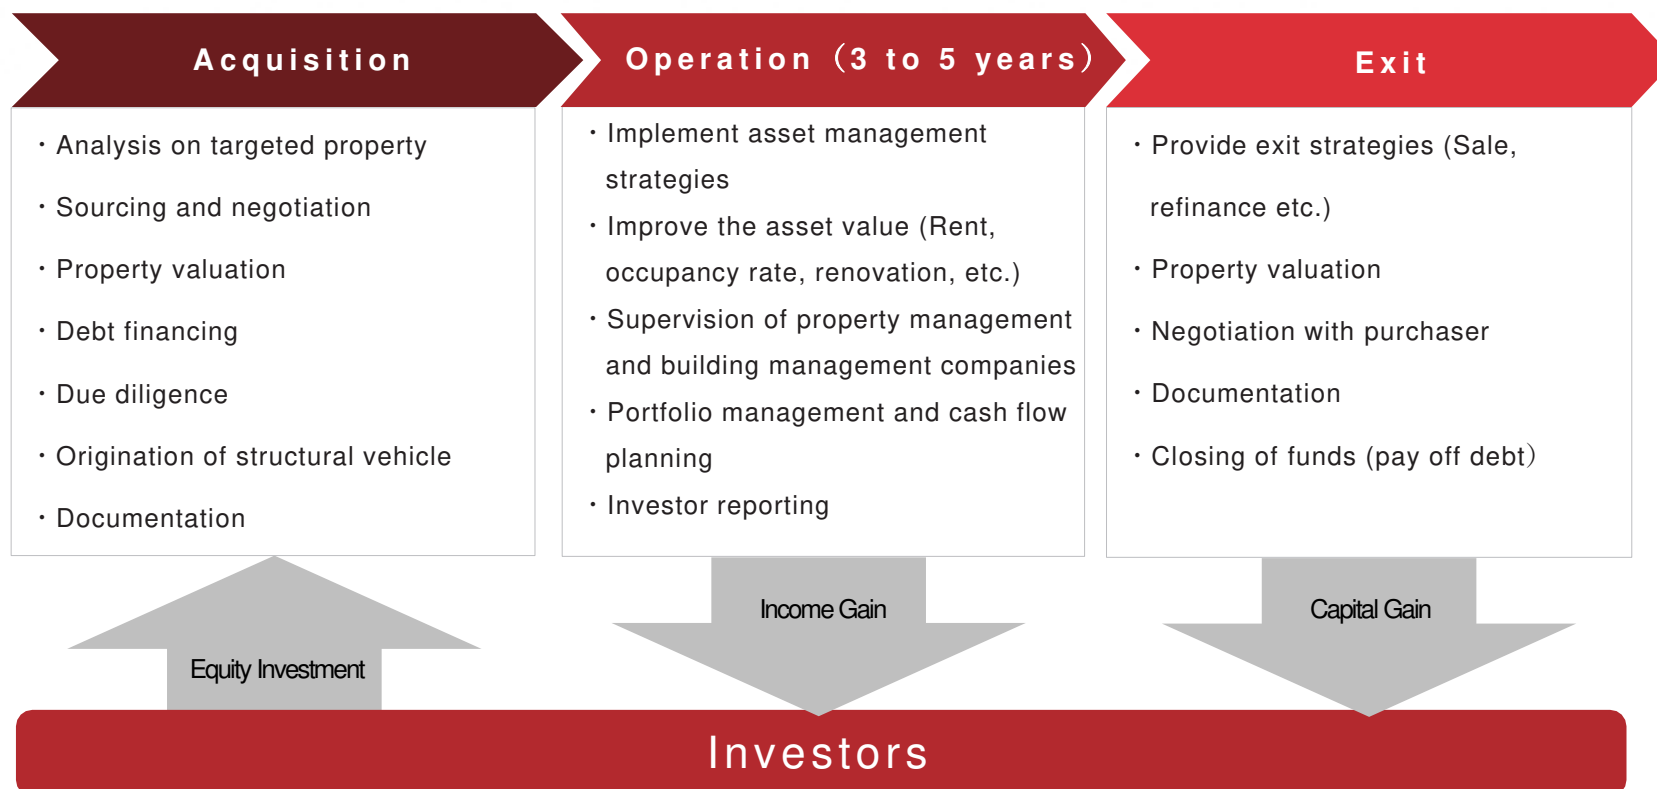 Acquisition
・Analysis on targeted property
・Sourcing and negotiation
・Property valuation
・Debt financing
・Due diligence
・Origination of structural vehicle
・Documentation
Operation（3 to 5 years）
・Implement asset management
strategies
・Improve the asset value (Rent,
occupancy rate, renovation, etc.)
・Supervision of property management
and building management companies
・Portfolio management and cash flow
planning
・Investor reporting
Exit
・Provide exit strategies (Sale,
refinance etc.)
・Property valuation
・Negotiation with purchaser
・Documentation
・Closing of funds (pay off debt）
Equity Investment
Income Gain
Capital Gain
Investors